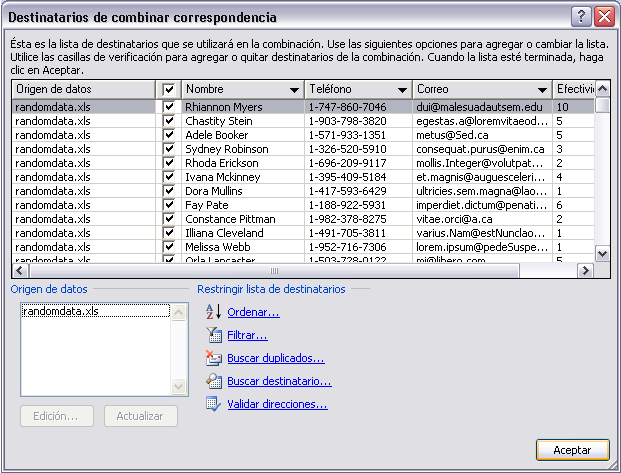 Destinatarios de combinar correspondencia
Ésta es la lista de destinatarios que se utilizará en la combinación. Use las siguientes opciones para agregar o cambiar la lista.
Utilice las casillas de verificación para agregar o quitar destinatarios de la combinación. Cuando la lista esté terminada, haga
clic en Aceptar.
Origen de datos Nombre Teléfono Correo Efectivi
randomdata.xls Rhiannon Myers 1-747-860-7046 dui@malesuadautsem.edu 10
randomdata.xls Chastity Stein 1-903-798-3820 egestas.a@loremvitaeod... 5
randomdata.xls Adele Booker 1-571-933-1351 metus@Sed.ca 5
randomdata.xls Sydney Robinson 1-326-520-5910 consequat.purus@enim.ca 3
randomdata.xls Rhoda Erickson 1-696-209-9117 mollis.Integer@volutpat... 2
randomdata.xls Ivana Mckinney 1-395-409-5184 et.magnis@auguesceleri... 4
randomdata.xls Dora Mullins 1-417-593-6429 ultricies.sem.magna@lao... 1
randomdata.xls Fay Pate 1-188-922-5931 imperdiet.dictum@penati... 6
randomdata.xls Constance Pittman 1-982-378-8275 vitae.orci@a.ca 2
randomdata.xls Illiana Cleveland 1-491-705-3811 varius.Nam@estNunclao... 1
randomdata.xls Melissa Webb 1-952-716-7306 lorem.ipsum@pedeSuspe... 1
randomdata.xls Orla Lancaster 1-503-728-0122 mi@libero.com 5
Origen de datos
randomdata.xls
Edición...
Actualizar
Restringir lista de destinatarios
Ordenar...
Filtrar...
Buscar duplicados...
Buscar destinatario...
Validar direcciones...
Aceptar